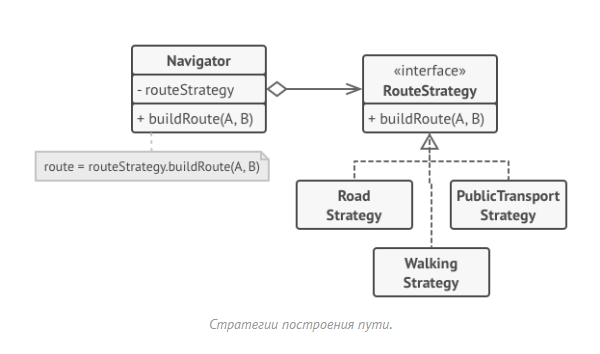 Navigator
- routeStrategy
+ buildRoute(A, B)
route = routeStrategy.buildRoute(A, B)
«interface»
RouteStrategy
+ buildRoute(A, B)
Road
Strategy
PublicTransport
Strategy
Walking
Strategy
Стратегии построения пути.